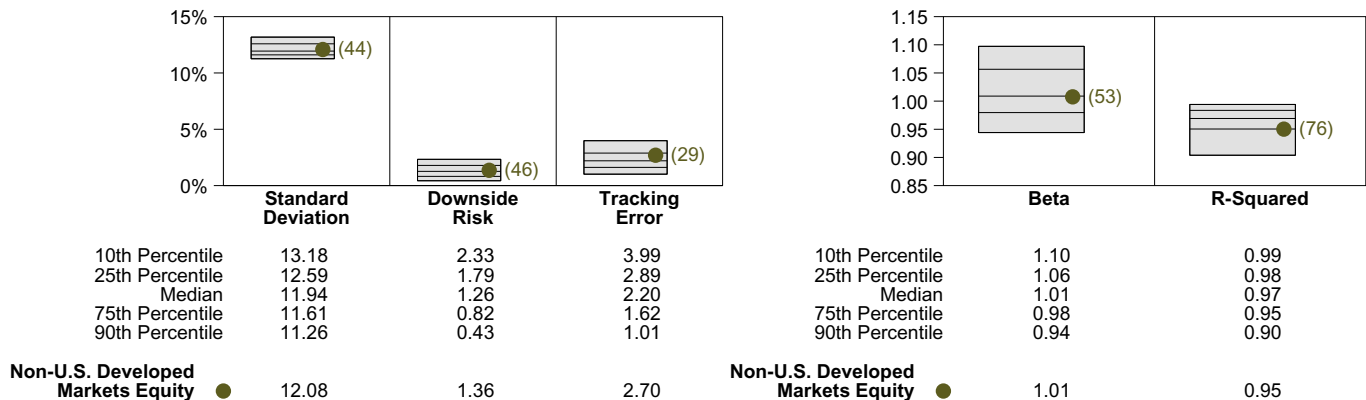 15%
10%
5%
0%
(44)
(46)
(29)
Standard
Deviation
Downside
Risk
Tracking
Error
10th Percentile 13.18 2.33 3.99
25th Percentile 12.59 1.79 2.89
Median 11.94 1.26 2.20
75th Percentile 11.61 0.82 1.62
90th Percentile 11.26 0.43 1.01
Non-U.S. Developed
Markets Equity 12.08 1.36 2.70
1.15
1.10
1.05
1.00
0.95
0.90
0.85
(53)
(76)
Beta R-Squared
10th Percentile 1.10 0.99
25th Percentile 1.06 0.98
Median 1.01 0.97
75th Percentile 0.98 0.95
90th Percentile 0.94 0.90
Non-U.S. Developed
Markets Equity 1.01 0.95